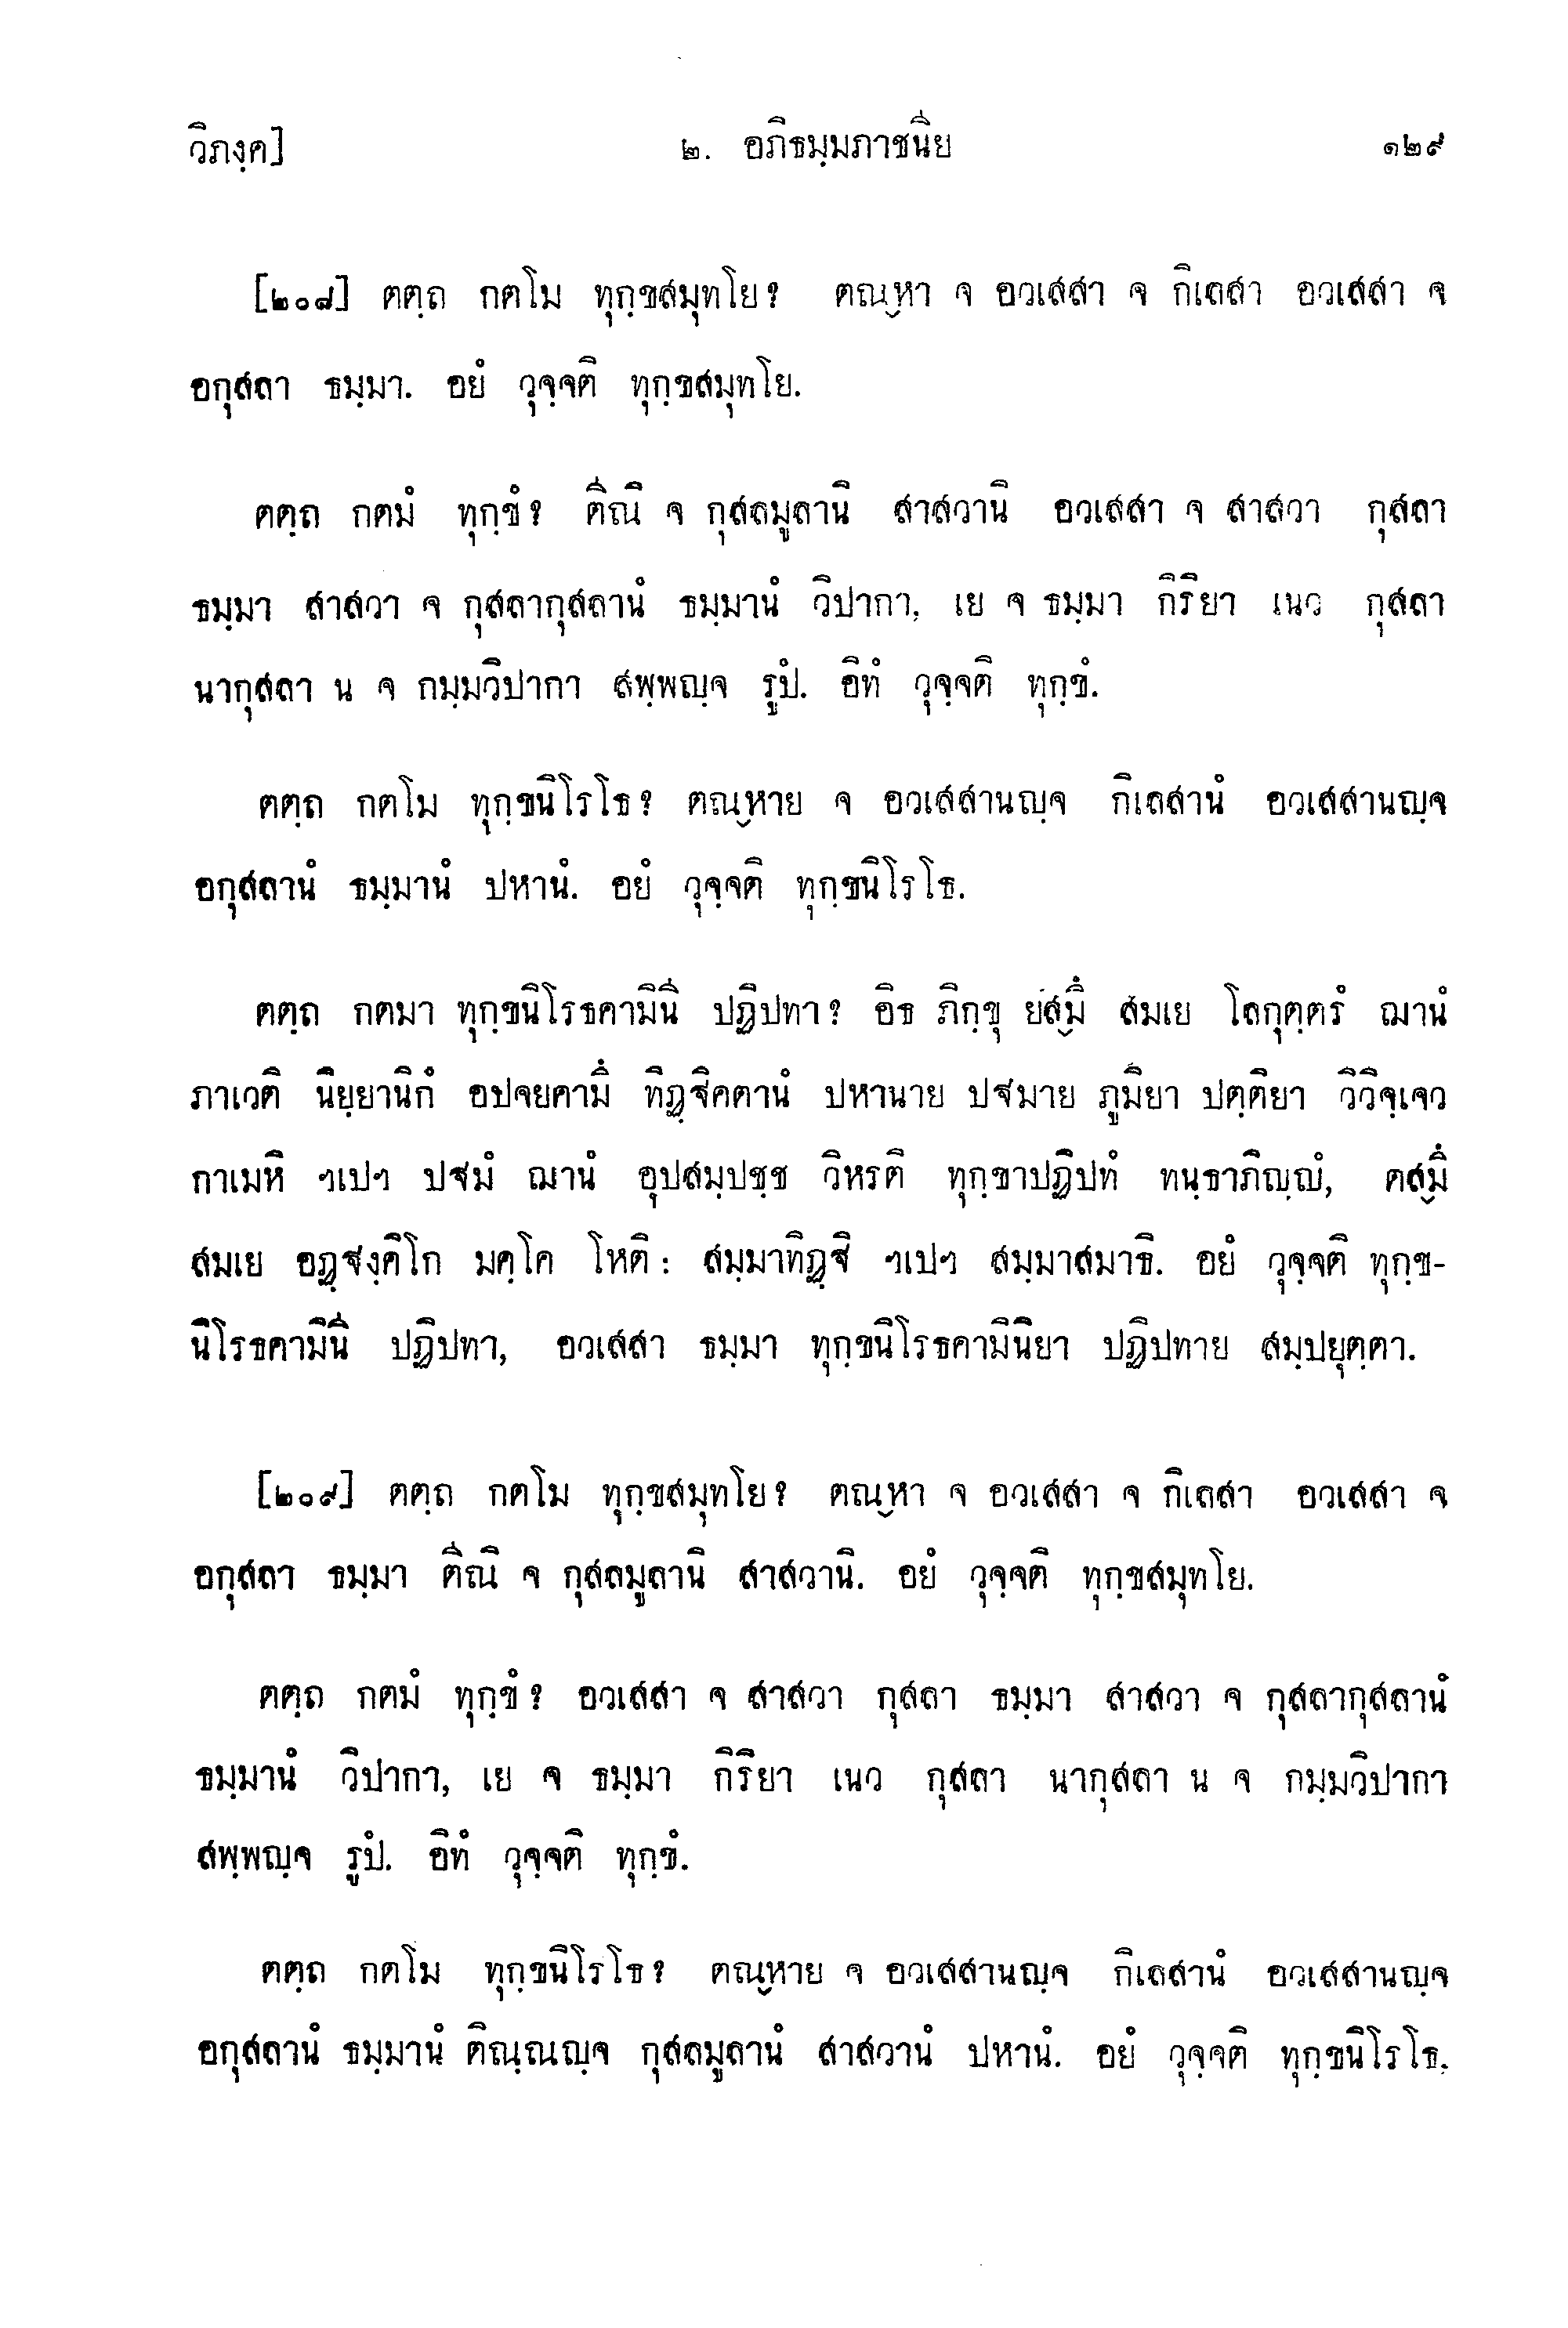 วิภงฺค] ๒. อภิธมฺมภาชนีย ๑๒๙
[๒๐๘] ตตฺถ กตโม ทุกฺขสมุทโย? ตณฺหา จ อวเสสา จ กิเลสา อวเสสา จ
อกุสลา ธมฺมา. อยํ วุจฺจติ ทุกฺขสมุทโย.
ตตฺถ กตมํ ทุกฺขํ? ตีณิ จ กุสลมูลานิ สาสวานิ อวเสสา จ สาสวา กุสลา
ธมฺมา สาสวา จ กุสลากุสลานํ ธมฺมานํ วิปากา, เย จ ธมฺมา กิริยา เนว กุสลา
นากุสลา น จ กมฺมวิปากา สพฺพญฺจ รูปํ. อิทํ วุจฺจติ ทุกฺขํ.
ตตฺถ กตโม ทุกฺขนิโรโธ? ตณฺหาย จ อวเสสานญฺจ กิเลสานํ อวเสสานญฺจ
อกุสลานํ ธมฺมานํ ปหานํ. อยํ วุจฺจติ ทุกฺขนิโรโธ.
ตตฺถ กตมา ทุกฺขนิโรธคามินี ปฏิปทา? อิธ ภิกฺขุ ยสฺมึ สมเย โลกุตฺตรํ ฌานํ
ภาเวติ นิยฺยานิกํ อปจยคามึ ทิฏฺฐิคตานํ ปหานาย ปฐมาย ภูมิยา ปตฺติยา วิวิจฺเจว
กาเมหิ ฯเปฯ ปฐมํ ฌานํ อุปสมฺปชฺช วิหรติ ทุกฺขาปฏิปทํ ทนฺธาภิญฺญํ, ตสฺมึ
สมเย อฏฺฐงฺคิโก มคฺโค โหติ: สมฺมาทิฏฺฐิ ฯเปฯ สมฺมาสมาธิ. อยํ วุจฺจติ ทุกฺข-
นิโรธคามินี ปฏิปทา, อวเสสา ธมฺมา ทุกฺขนิโรธคามินิยา ปฏิปทาย สมฺปยุตฺตา.
[๒๐๙] ตตฺถ กตโม ทุกฺขสมุทโย? ตณฺหา จ อวเสสา จ กิเลสา อวเสสา จ
อกุสลา ธมฺมา ตีณิ จ กุสลมูลานิ สาสวานิ. อยํ วุจฺจติ ทุกฺขสมุทโย.
ตตฺถ กตมํ ทุกฺขํ? อวเสสา จ สาสวา กุสลา ธมฺมา สาสวา จ กุสลากุสลานํ
ธมฺมานํ วิปากา, เย จ ธมฺมา กิริยา เนว กุสลา นากุสลา น จ กมฺมวิปากา
สพฺพญฺจ รูปํ. อิทํ วุจฺจติ ทุกฺขํ.
ตตฺถ กตโม ทุกฺขนิโรโธ? ตณฺหาย จ อวเสสานญฺจ กิเลสานํ อวเสสานญฺจ
อกุสลานํ ธมฺมานํ ติณฺณญฺจ กุสลมูลานํ สาสวานํ ปหานํ. อยํ วุจฺจติ ทุกฺขนิโรโธ.